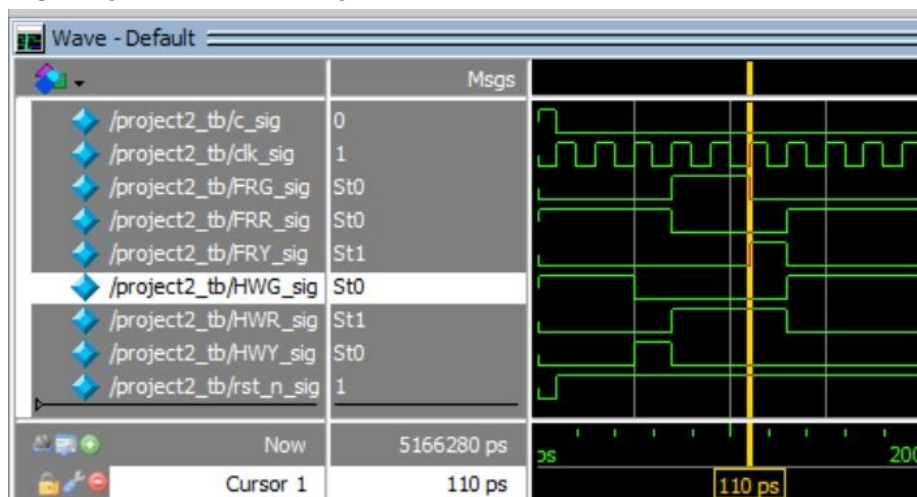 Wave - Default
Msgs
/project2_tb/c_sig 0
/project2_tb/clk_sig 1
/project2_tb/FRG_sig St0
/project2_tb/FRR_sig St0
/project2_tb/FRY_sig St1
/project2_tb/HWG_sig St0
/project2_tb/HWR_sig St1
/project2_tb/HWY_sig St0
/project2_tb/rst_n_sig 1
Now 5166280 ps ps 200
Cursor 1 110 ps 110 ps